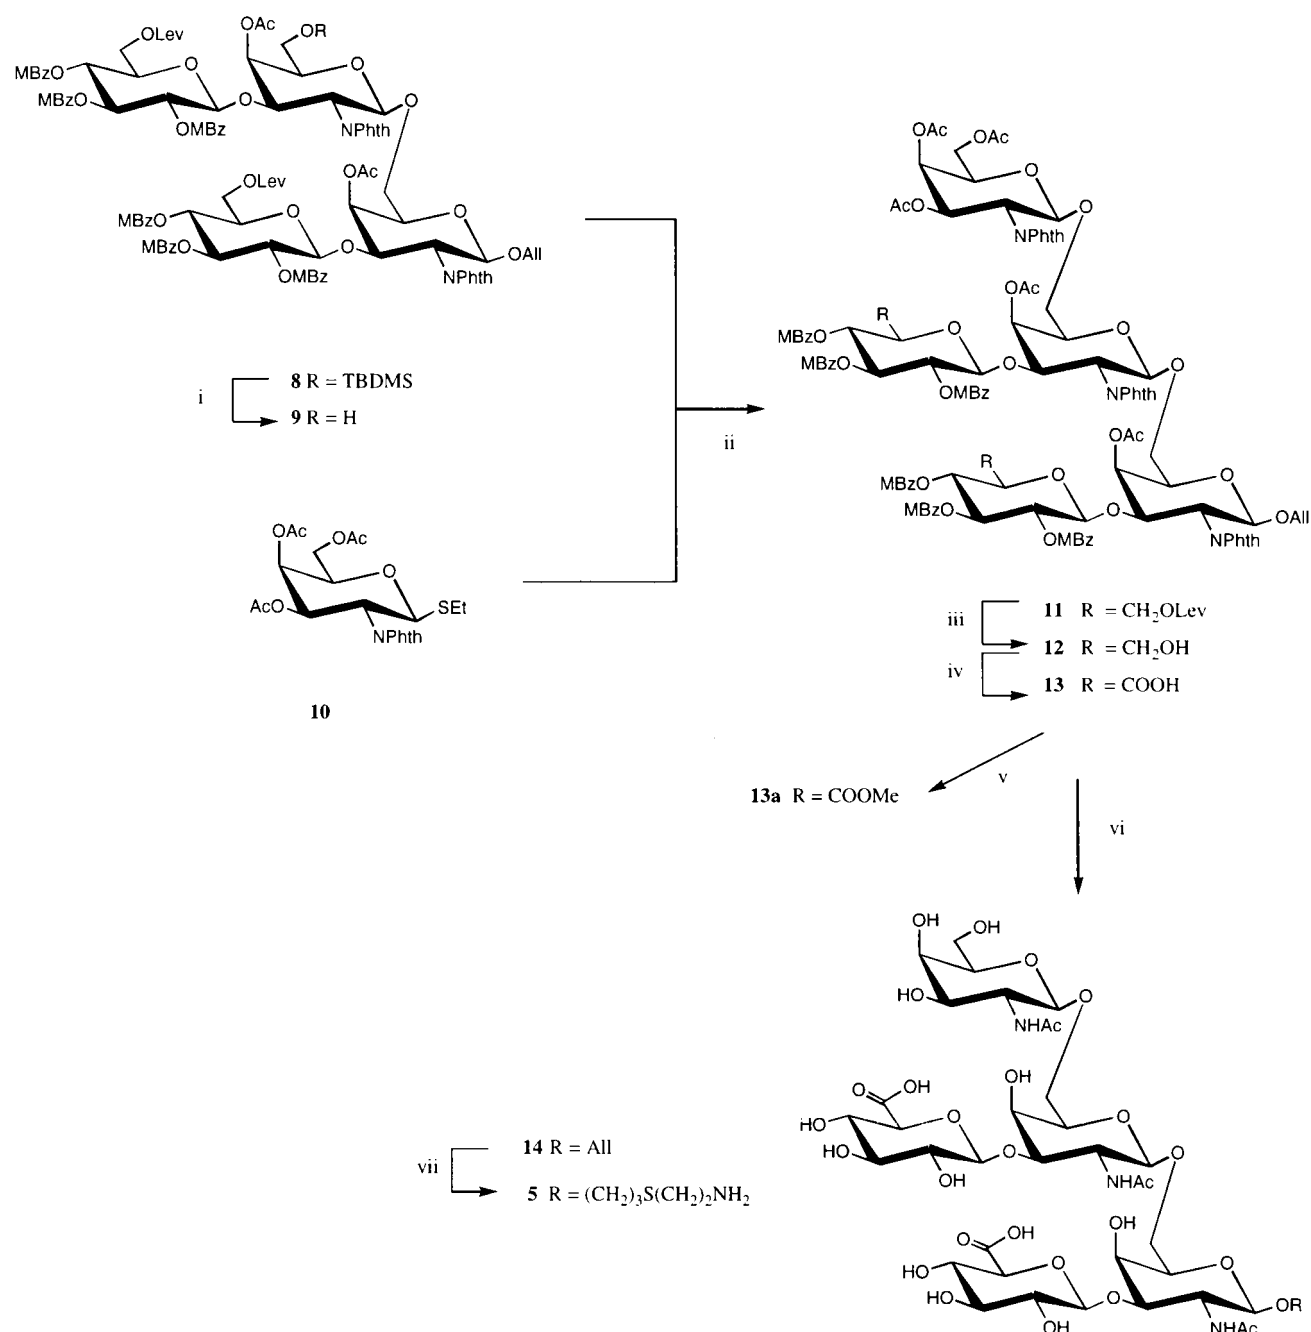 OAc
OR
OLev
O
O
MBzO
MBzO
OMBz
O
NPhth
O
OLev
OAc
O
O
MBzO
MBzO
OMBz
O
NPhth
OAll
i
8 R = TBDMS
9 R = H
OAc
OAc
O
AcO
NPhth
SEt
10
ii
OAc
OAc
O
AcO
NPhth
O
OAc
R
O
O
MBzO
MBzO
OMBz
O
NPhth
O
OAc
R
O
O
MBzO
MBzO
OMBz
O
NPhth
OAll
iii
11 R = CH₂OLev
12 R = CH₂OH
iv
13 R = COOH
v
13a R = COOMe
vi
OH
OH
O
HO
NHAc
O
OH
O
OH
O
O
HO
HO
OH
O
NHAc
O
OH
O
OH
O
O
HO
HO
OH
O
NHAc
OR
vii
14 R = All
5 R = (CH₂)₃S(CH₂)₂NH₂